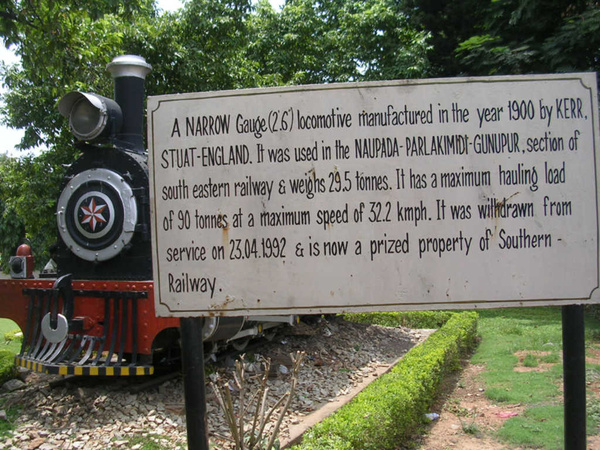 A NARROW Gauge (2'6") locomotive manufactured in the year 1900 by KERR,
STUAT-ENGLAND. It was used in the NAUPADA-PARLAKIMIDI-GUNUPUR, section of
south eastern railway & weighs 29.5 tonnes. It has a maximum hauling load
of 90 tonnes at a maximum speed of 32.2 kmph. It was withdrawn from
service on 23.04.1992 & is now a prized property of Southern -
Railway.